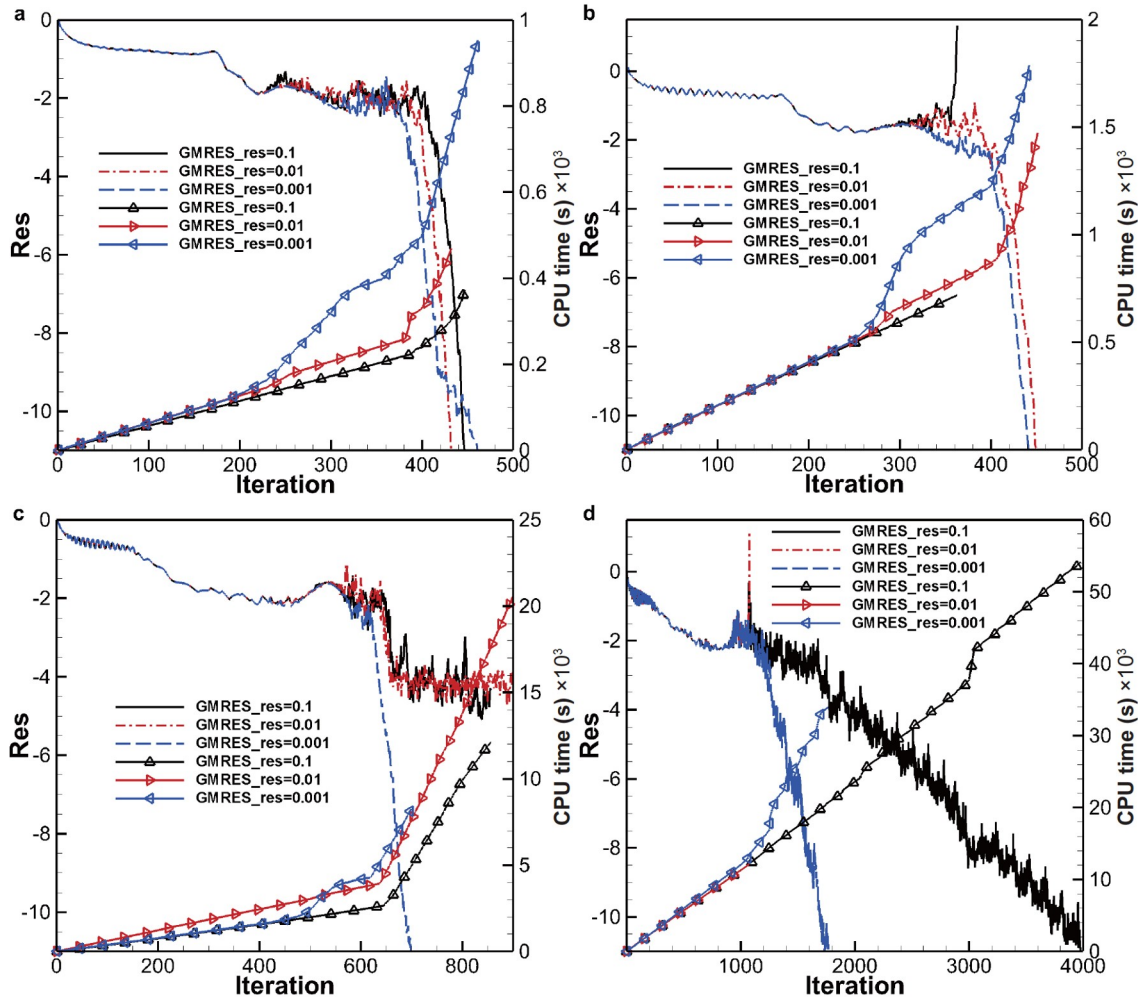 a
0
-2
-4
-6
-8
-10
Res
0 100 200 300 400 500
Iteration
1
0.8
0.6
0.4
0.2
0
CPU time (s) ×10³
GMRES_res=0.1
GMRES_res=0.01
GMRES_res=0.001
GMRES_res=0.1
GMRES_res=0.01
GMRES_res=0.001
b
0
-2
-4
-6
-8
-10
Res
0 100 200 300 400 500
Iteration
2
1.5
1
0.5
0
CPU time (s) ×10³
GMRES_res=0.1
GMRES_res=0.01
GMRES_res=0.001
GMRES_res=0.1
GMRES_res=0.01
GMRES_res=0.001
c
0
-2
-4
-6
-8
-10
Res
0 200 400 600 800
Iteration
25
20
15
10
5
0
CPU time (s) ×10³
GMRES_res=0.1
GMRES_res=0.01
GMRES_res=0.001
GMRES_res=0.1
GMRES_res=0.01
GMRES_res=0.001
d
0
-2
-4
-6
-8
-10
Res
1000 2000 3000 4000
Iteration
60
50
40
30
20
10
0
CPU time (s) ×10³
GMRES_res=0.1
GMRES_res=0.01
GMRES_res=0.001
GMRES_res=0.1
GMRES_res=0.01
GMRES_res=0.001